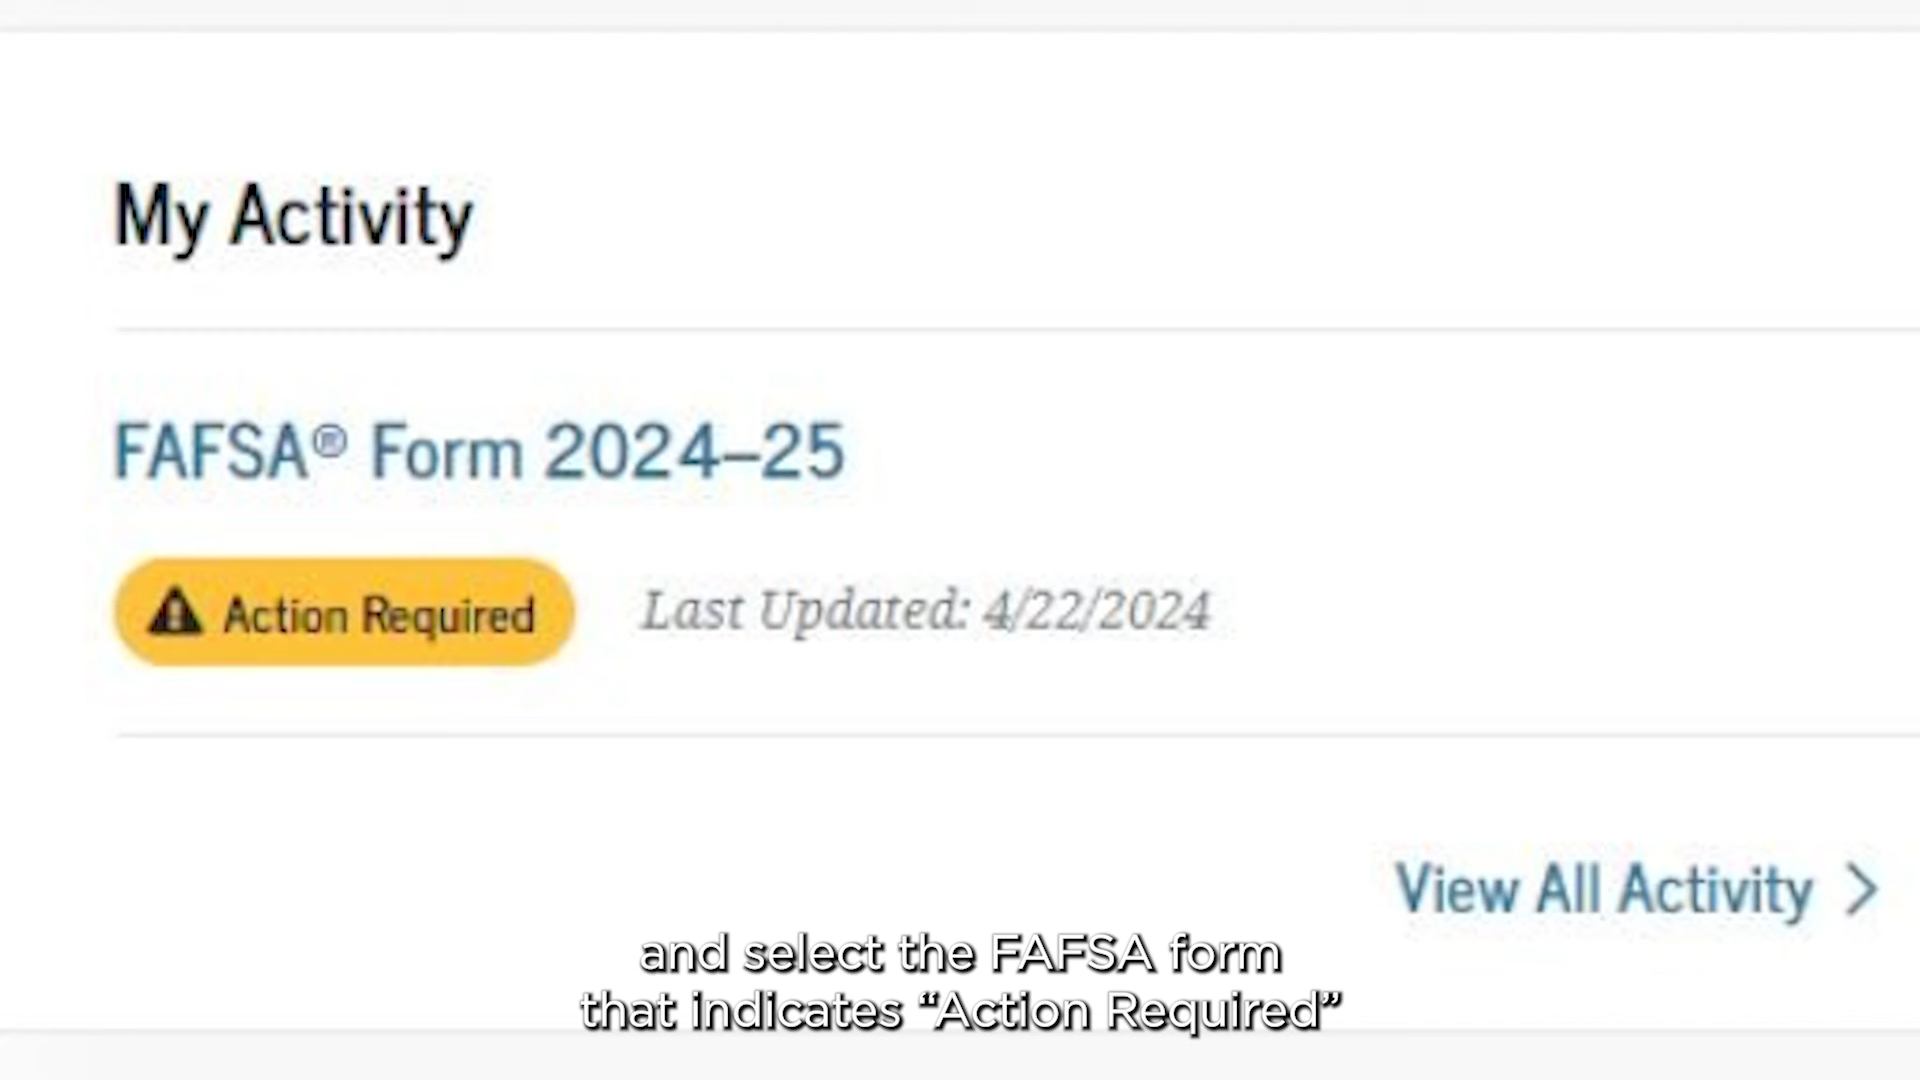 My Activity
FAFSA® Form 2024–25
Action Required
Last Updated: 4/22/2024
View All Activity
and select the FAFSA form
that indicates “Action Required”